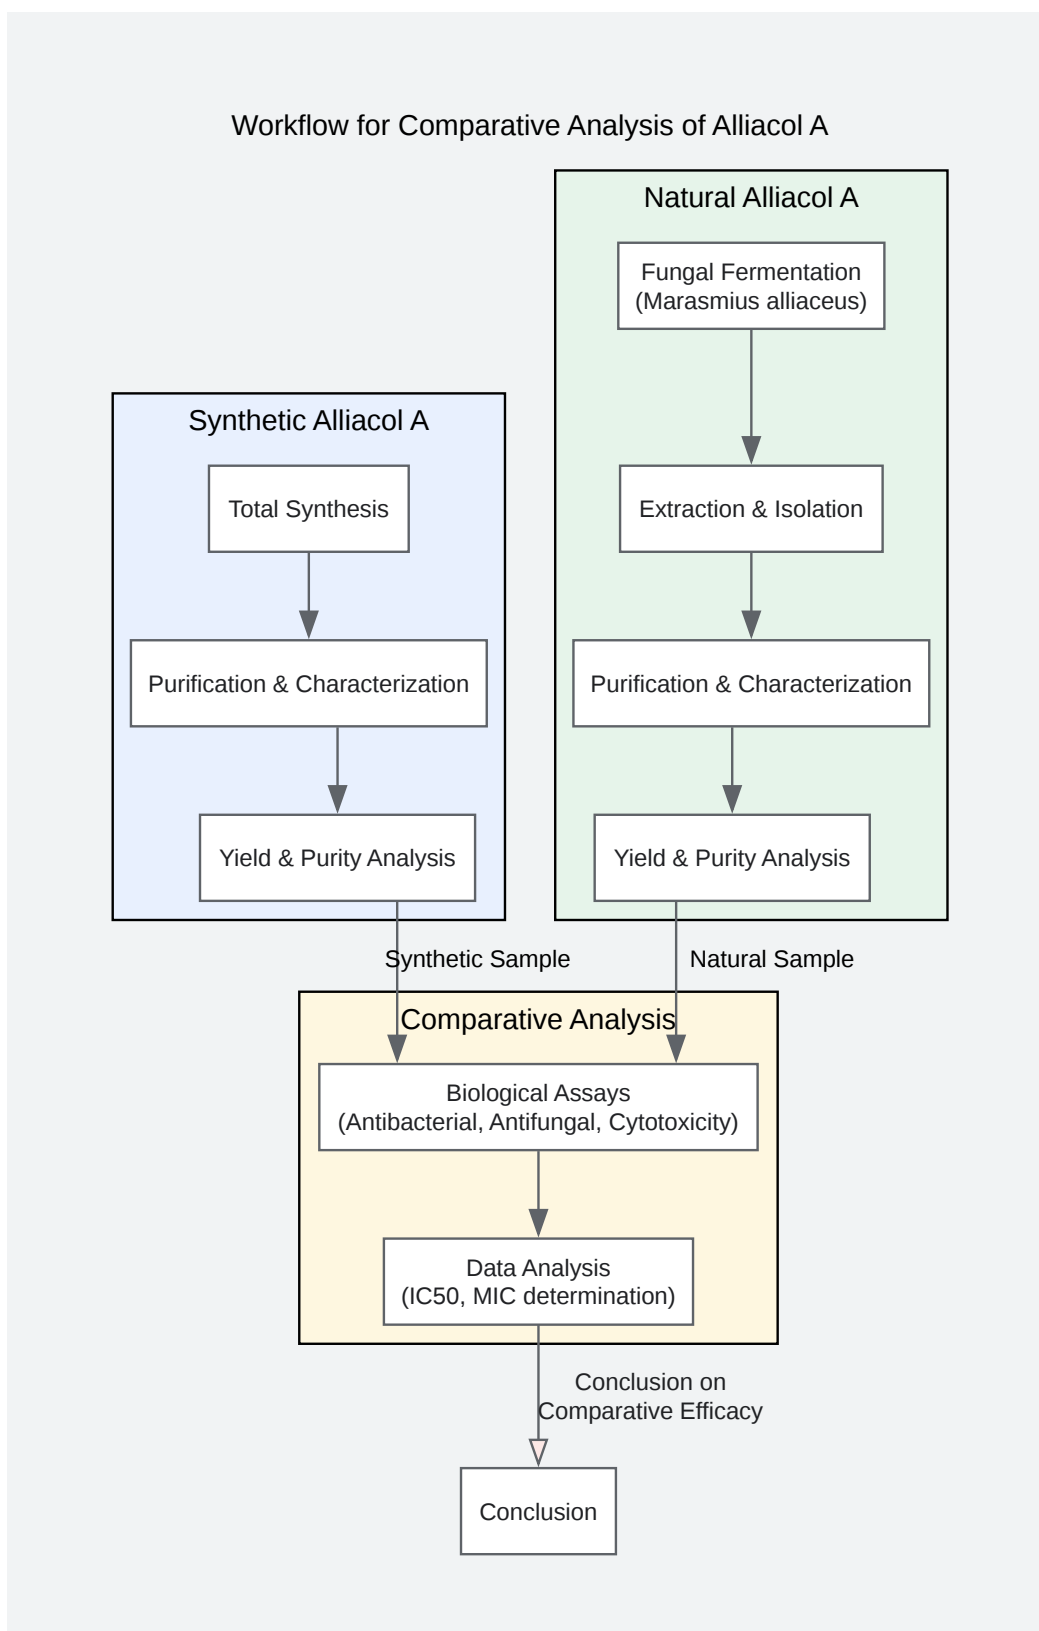 Workflow for Comparative Analysis of Alliacol A
Natural Alliacol A
Fungal Fermentation
(Marasmius alliaceus)
Extraction & Isolation
Purification & Characterization
Yield & Purity Analysis
Synthetic Alliacol A
Total Synthesis
Purification & Characterization
Yield & Purity Analysis
Synthetic Sample
Natural Sample
Comparative Analysis
Biological Assays
(Antibacterial, Antifungal, Cytotoxicity)
Data Analysis
(IC50, MIC determination)
Conclusion on
Comparative Efficacy
Conclusion